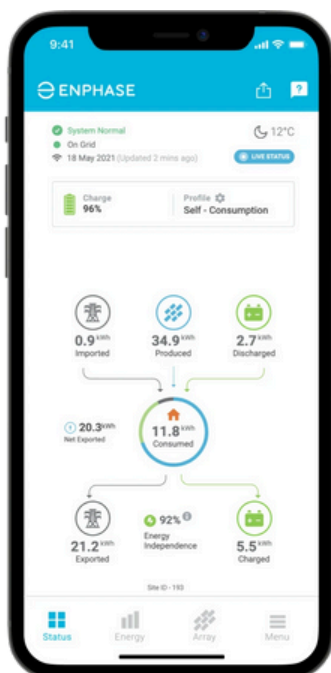 9:41
ENPHASE
System Normal
12°C
On Grid
18 May 2021 (Updated 2 mins ago)
LIVE STATUS
Charge
96%
Profile
Self - Consumption
0.9 kWh
Imported
34.9 kWh
Produced
2.7 kWh
Discharged
20.3 kWh
Net Exported
11.8 kWh
Consumed
21.2 kWh
Exported
92%
Energy
Independence
5.5 kWh
Charged
Site ID - 193
Status
Energy
Array
Menu